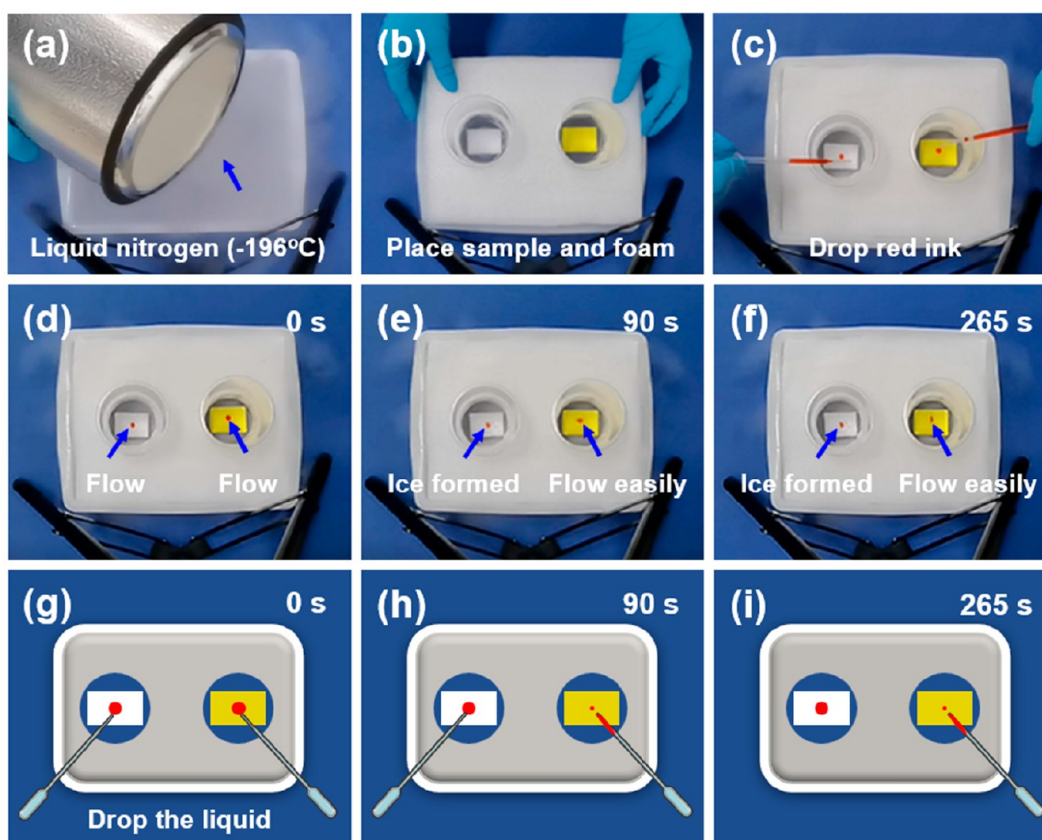 (a)
Liquid nitrogen (-196°C)
(b)
Place sample and foam
(c)
Drop red ink
(d)
0 s
Flow
Flow
(e)
90 s
Ice formed
Flow easily
(f)
265 s
Ice formed
Flow easily
(g)
0 s
Drop the liquid
(h)
90 s
(i)
265 s